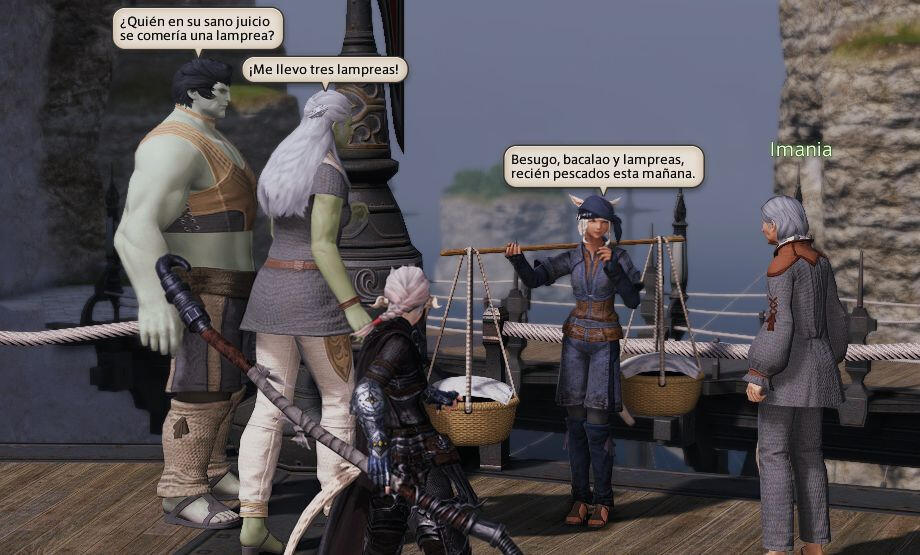 ¿Quién en su sano juicio
se comería una lamprea?
¡Me llevo tres lampreas!
Besugo, bacalao y lampreas,
recién pescados esta mañana.
Imania